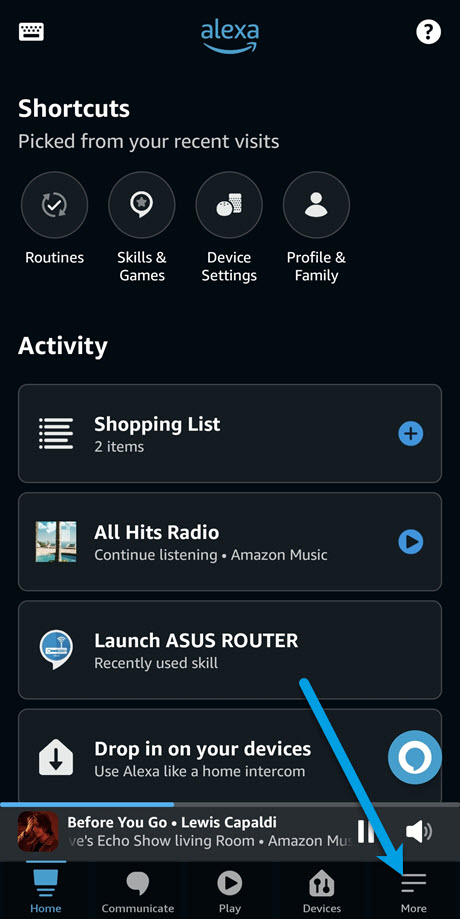 alexa
?
Shortcuts
Picked from your recent visits
Routines
Skills &
Games
Device
Settings
Profile &
Family
Activity
Shopping List
2 items
All Hits Radio
Continue listening • Amazon Music
Launch ASUS ROUTER
Recently used skill
Drop in on your devices
Use Alexa like a home intercom
Before You Go • Lewis Capaldi
ve's Echo Show living Room • Amazon Mus
Home
Communicate
Play
Devices
More